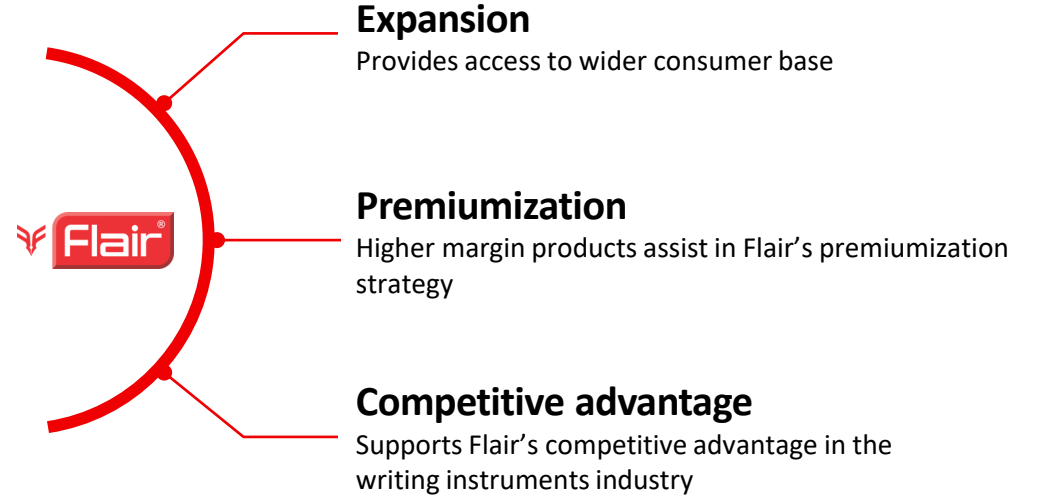 Expansion
Provides access to wider consumer base
Premiumization
Flair®
Higher margin products assist in Flair’s premiumization
strategy
Competitive advantage
Supports Flair’s competitive advantage in the
writing instruments industry